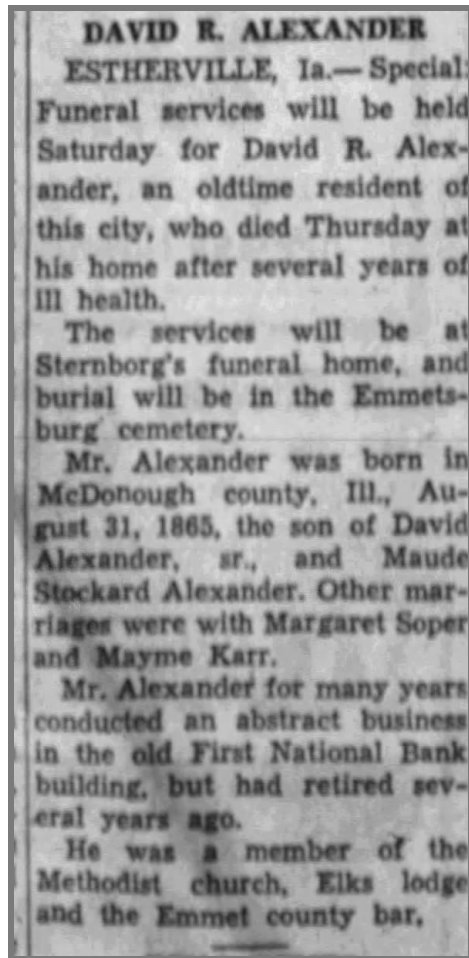 DAVID R. ALEXANDER
ESTHERVILLE, Ia.— Special:
Funeral services will be held
Saturday for David R. Alex-
ander, an oldtime resident of
this city, who died Thursday at
his home after several years of
ill health.
The services will be at
Sternborg's funeral home, and
burial will be in the Emmets-
burg cemetery.
Mr. Alexander was born in
McDonough county, Ill., Au-
gust 31, 1865, the son of David
Alexander, sr., and Maude
Stockard Alexander. Other mar-
riages were with Margaret Soper
and Mayme Karr.
Mr. Alexander for many years
conducted an abstract business
in the old First National Bank
building, but had retired sev-
eral years ago.
He was a member of the
Methodist church, Elks lodge
and the Emmet county bar.